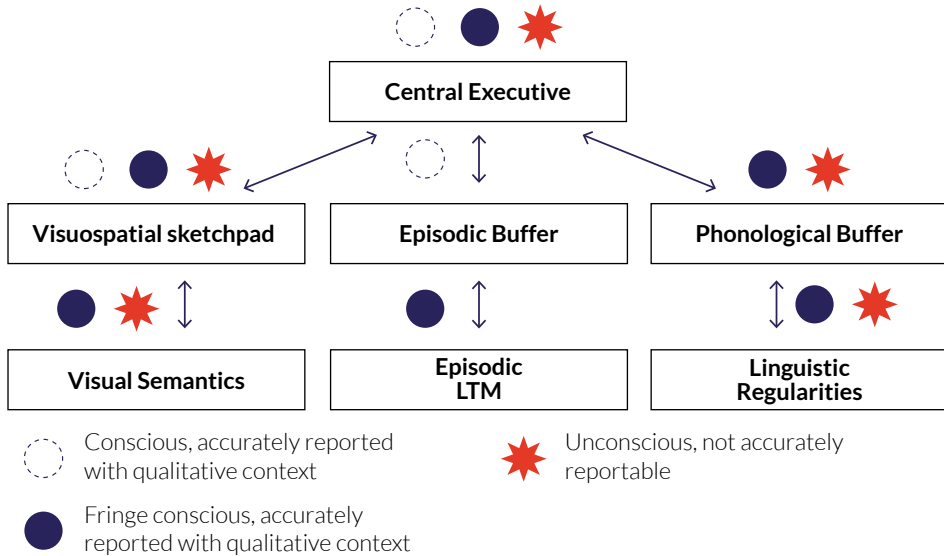 Central Executive
Visuospatial sketchpad
Episodic Buffer
Phonological Buffer
Visual Semantics
Episodic
LTM
Linguistic
Regularities
Conscious, accurately reported
with qualitative context
Unconscious, not accurately
reportable
Fringe conscious, accurately
reported with qualitative context